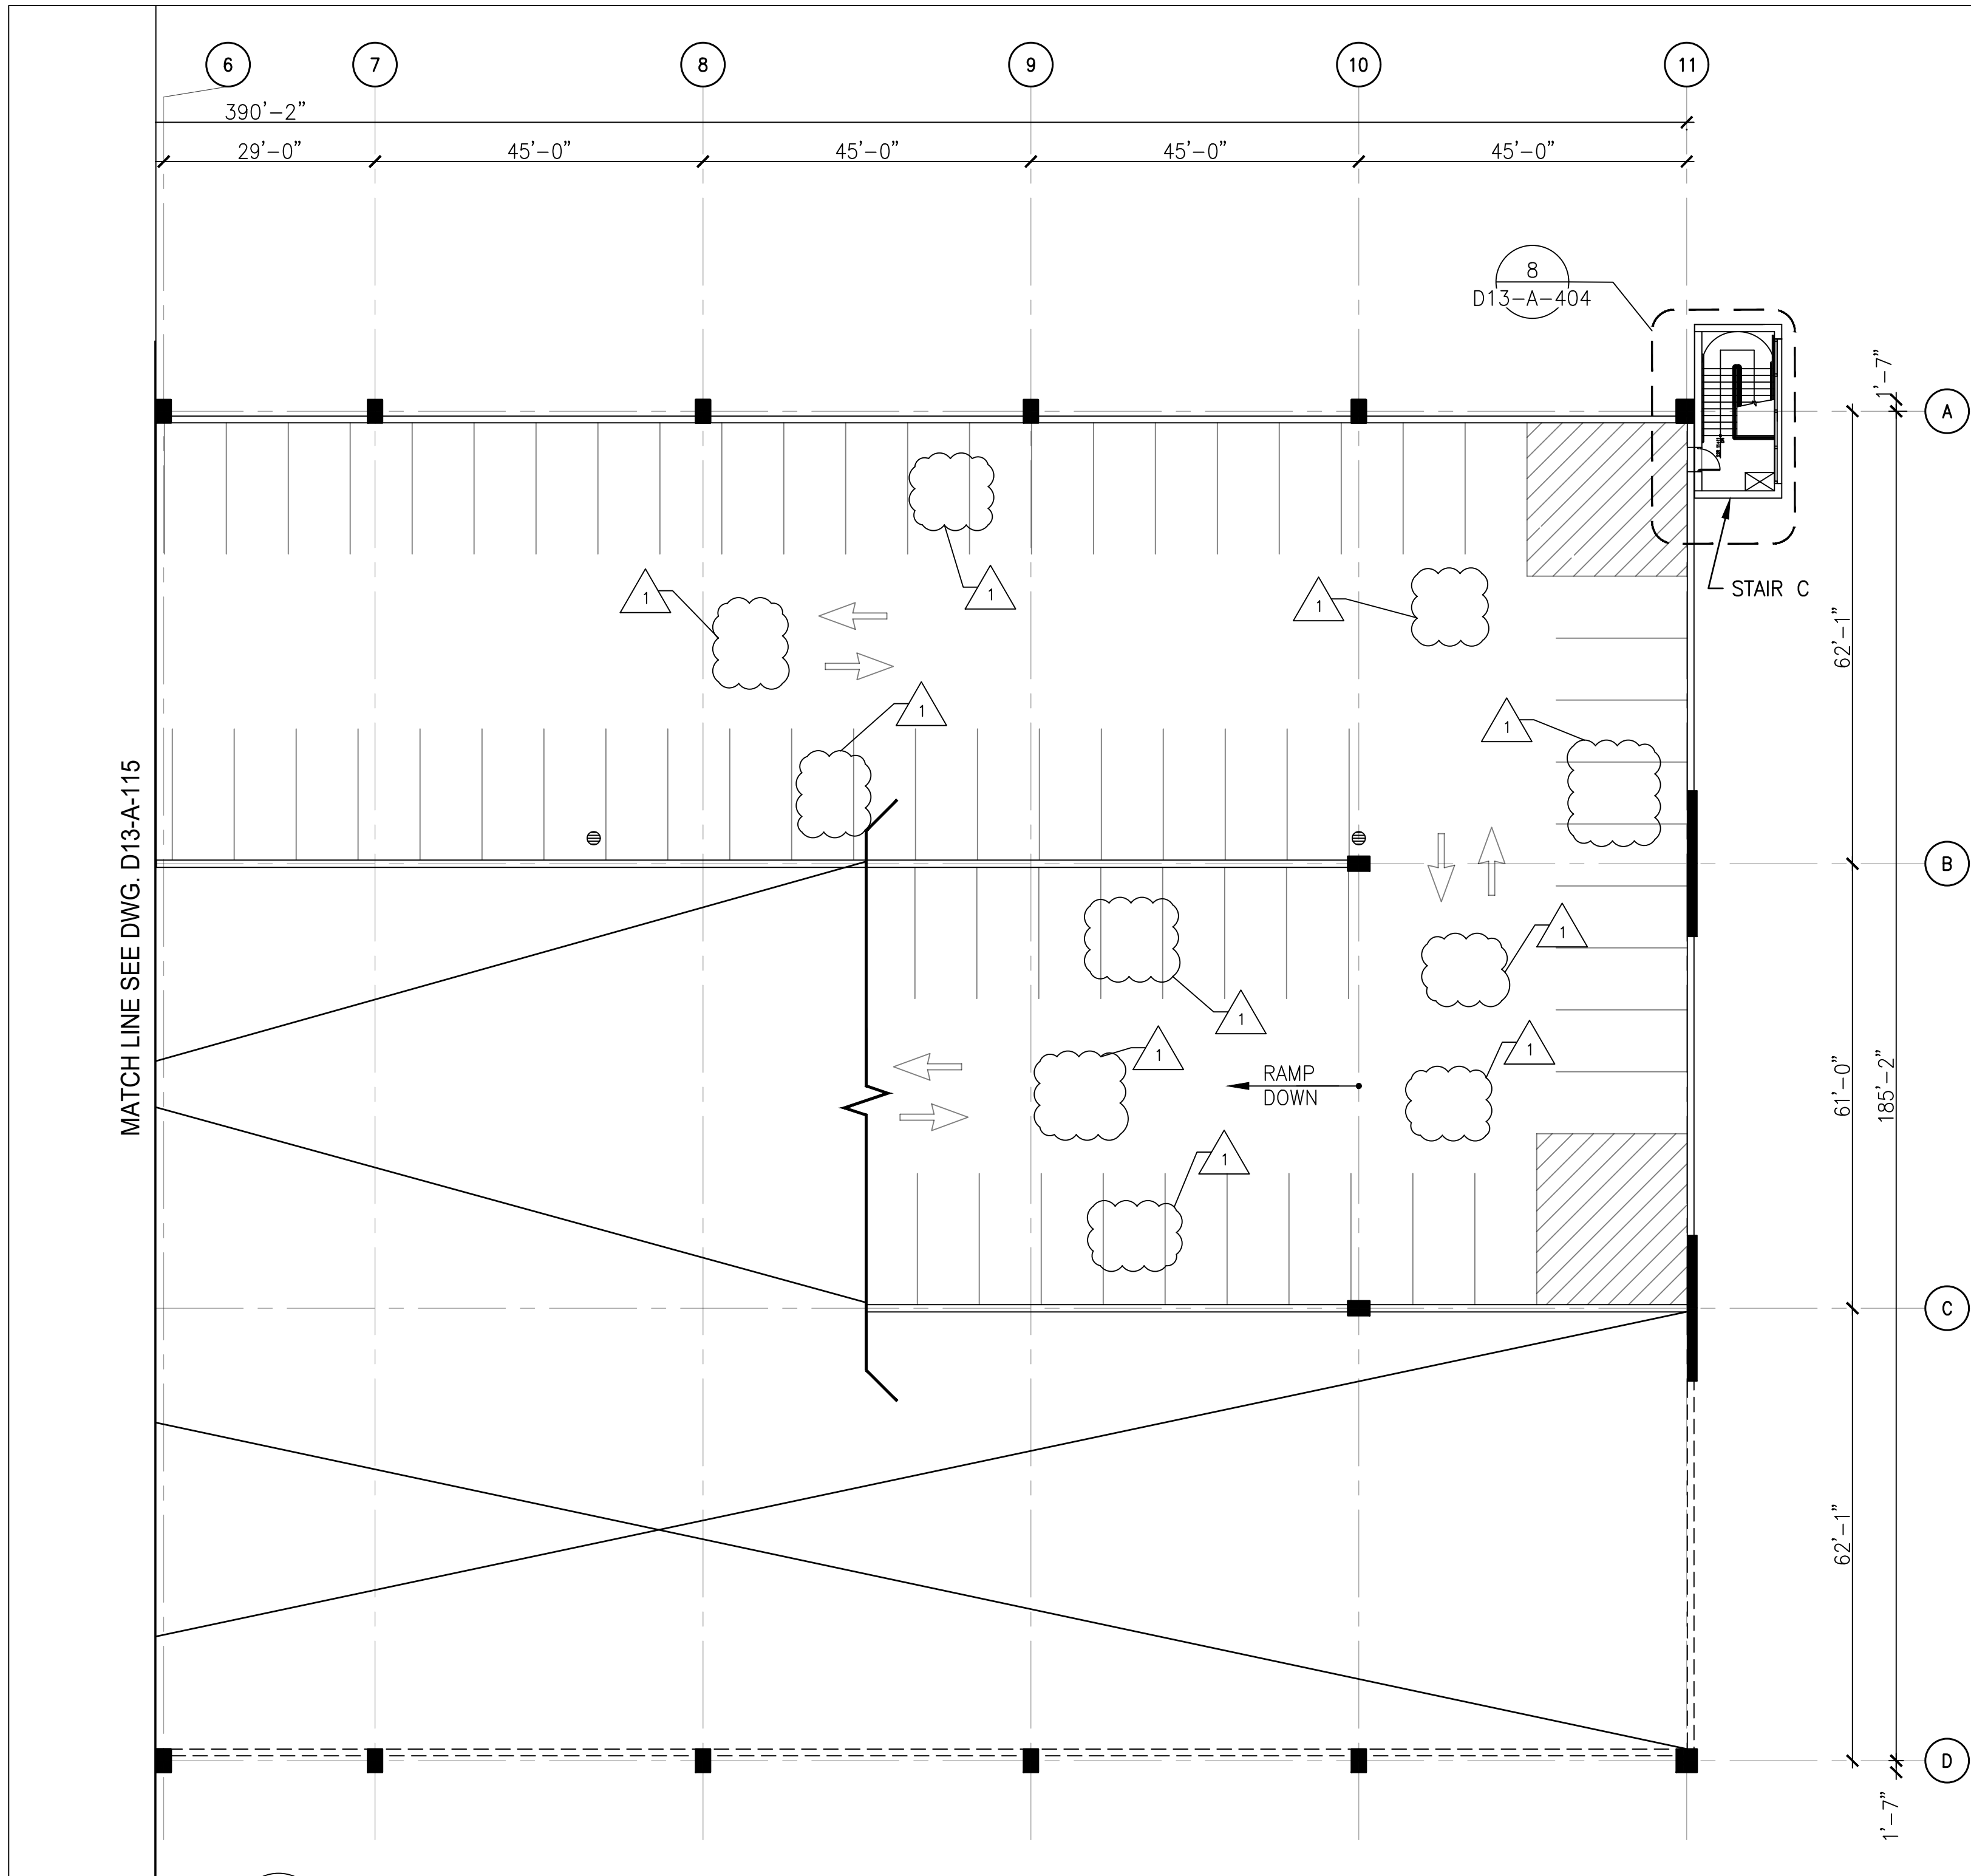 6 7 8 9 10 11
390'-2"
29'-0" 45'-0" 45'-0" 45'-0" 45'-0"
8
D13-A-404
1'-7"
A
STAIR C
1
1
1
62'-1"
1
1
MATCH LINE SEE DWG. D13-A-115
B
1
1
1
1
RAMP
DOWN
61'-0"
185'-2"
1
C
62'-1"
D
1'-7"